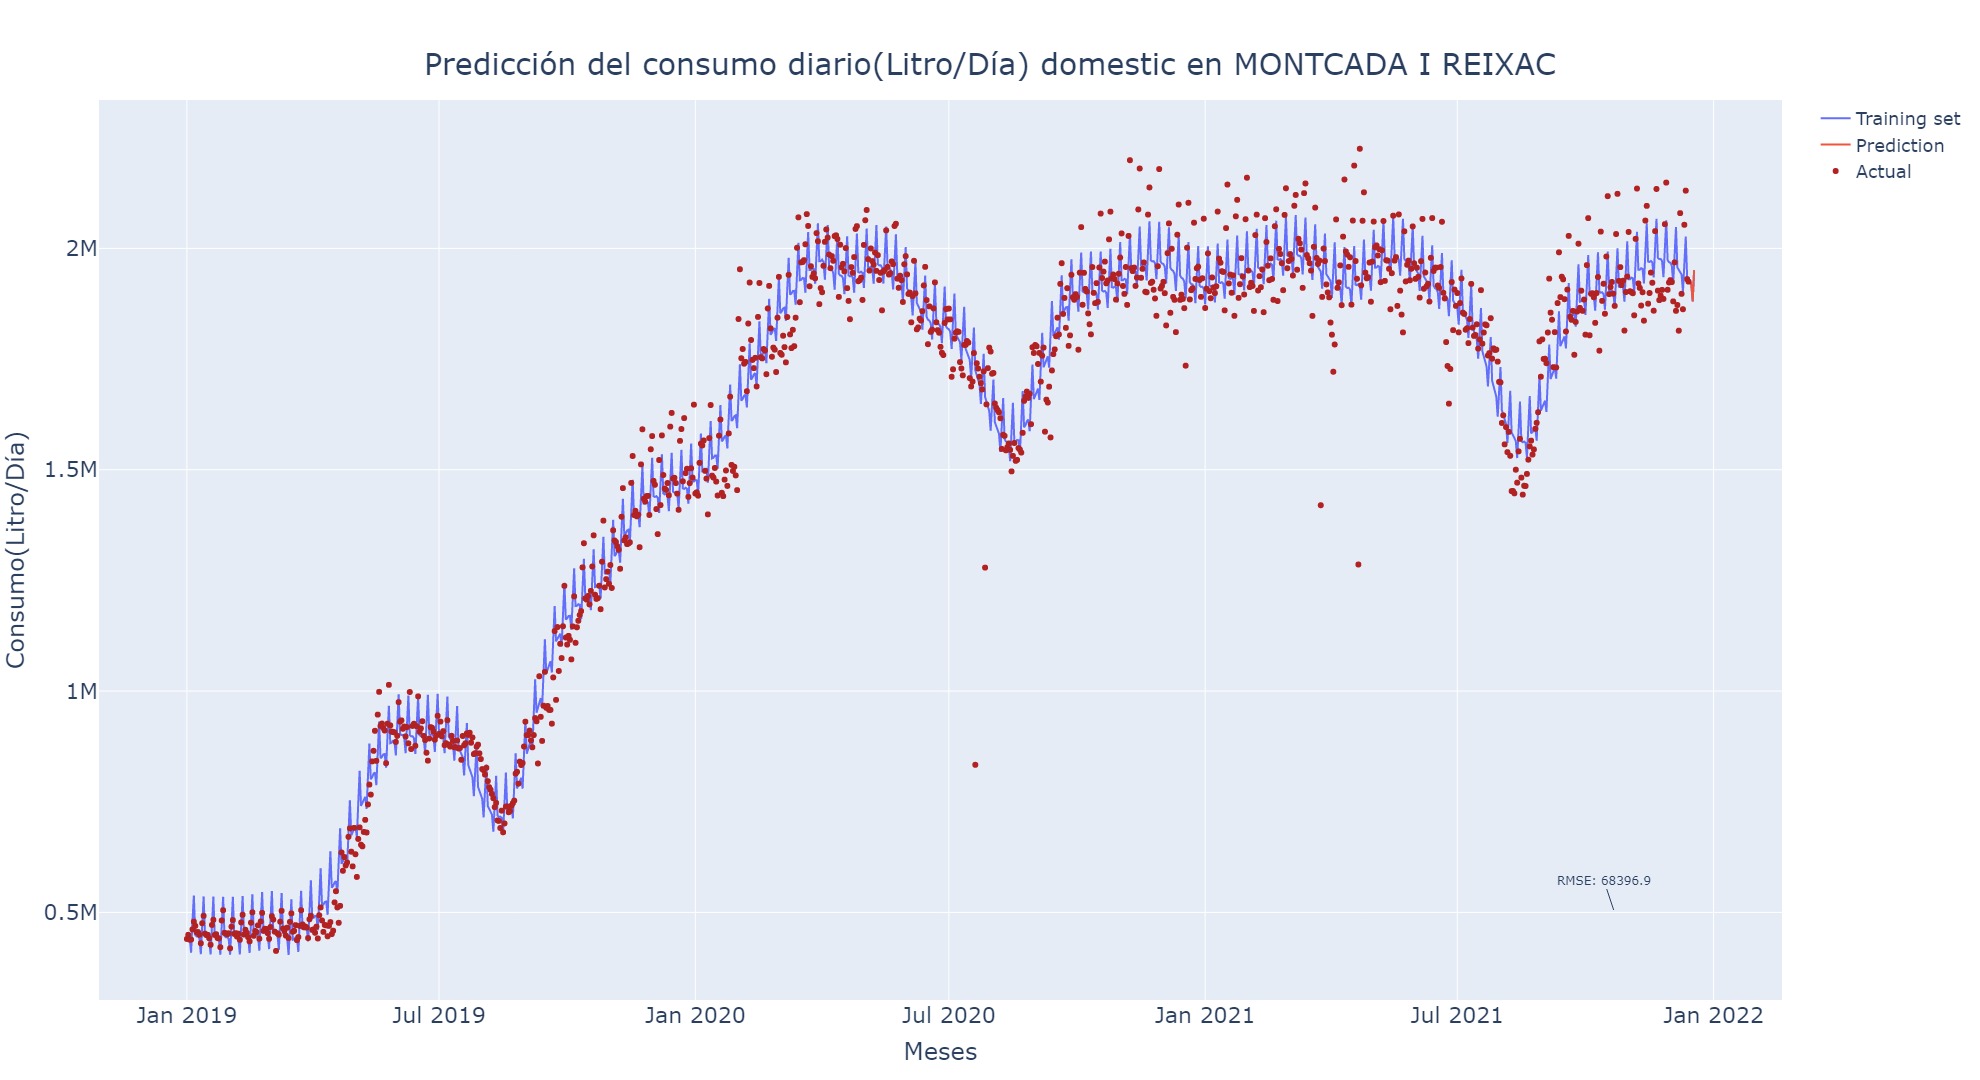 Predicción del consumo diario(Litro/Día) domestic en MONTCADA I REIXAC
Training set
Prediction
Actual
Consumo(Litro/Día)
2M
1.5M
1M
0.5M
RMSE: 68396.9
Jan 2019
Jul 2019
Jan 2020
Jul 2020
Jan 2021
Jul 2021
Jan 2022
Meses